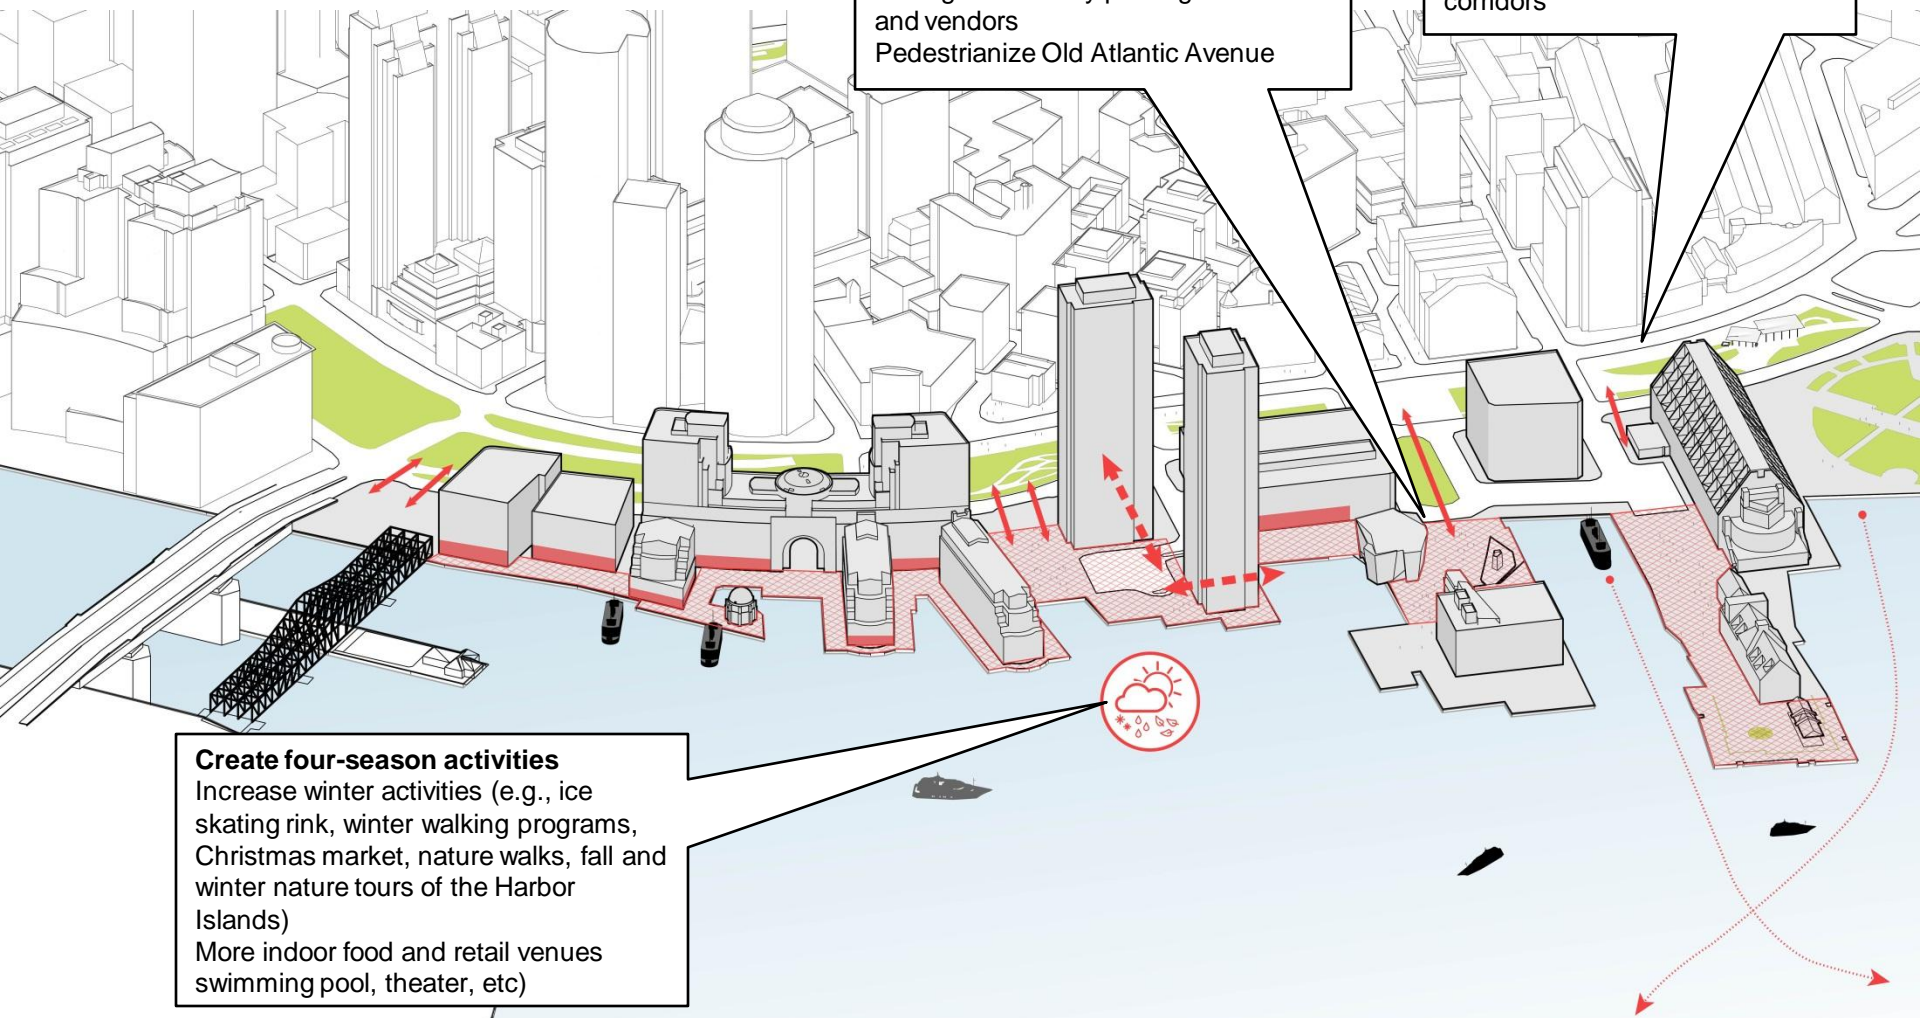 and vendors
Pedestrianize Old Atlantic Avenue
corridors
Create four-season activities
Increase winter activities (e.g., ice
skating rink, winter walking programs,
Christmas market, nature walks, fall and
winter nature tours of the Harbor
Islands)
More indoor food and retail venues
swimming pool, theater, etc)